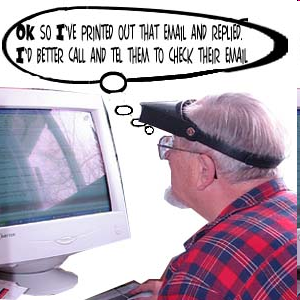 OK SO I'VE PRINTED OUT THAT EMAIL AND REPLIED.
I'D BETTER CALL AND TEL THEM TO CHECK THEIR EMAIL